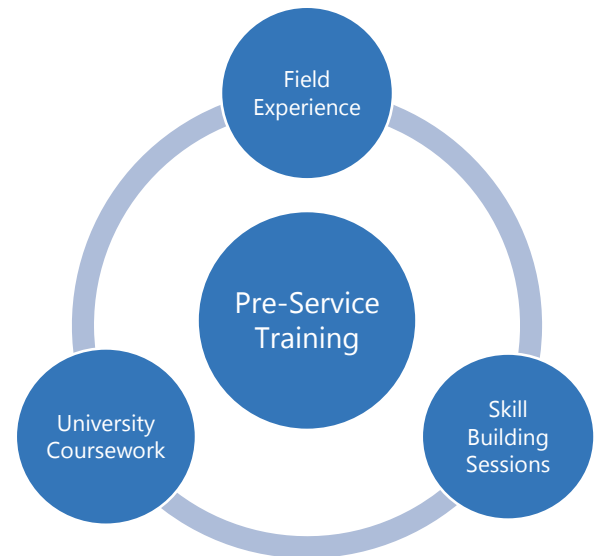 Field
Experience
Pre-Service
Training
University
Coursework
Skill
Building
Sessions